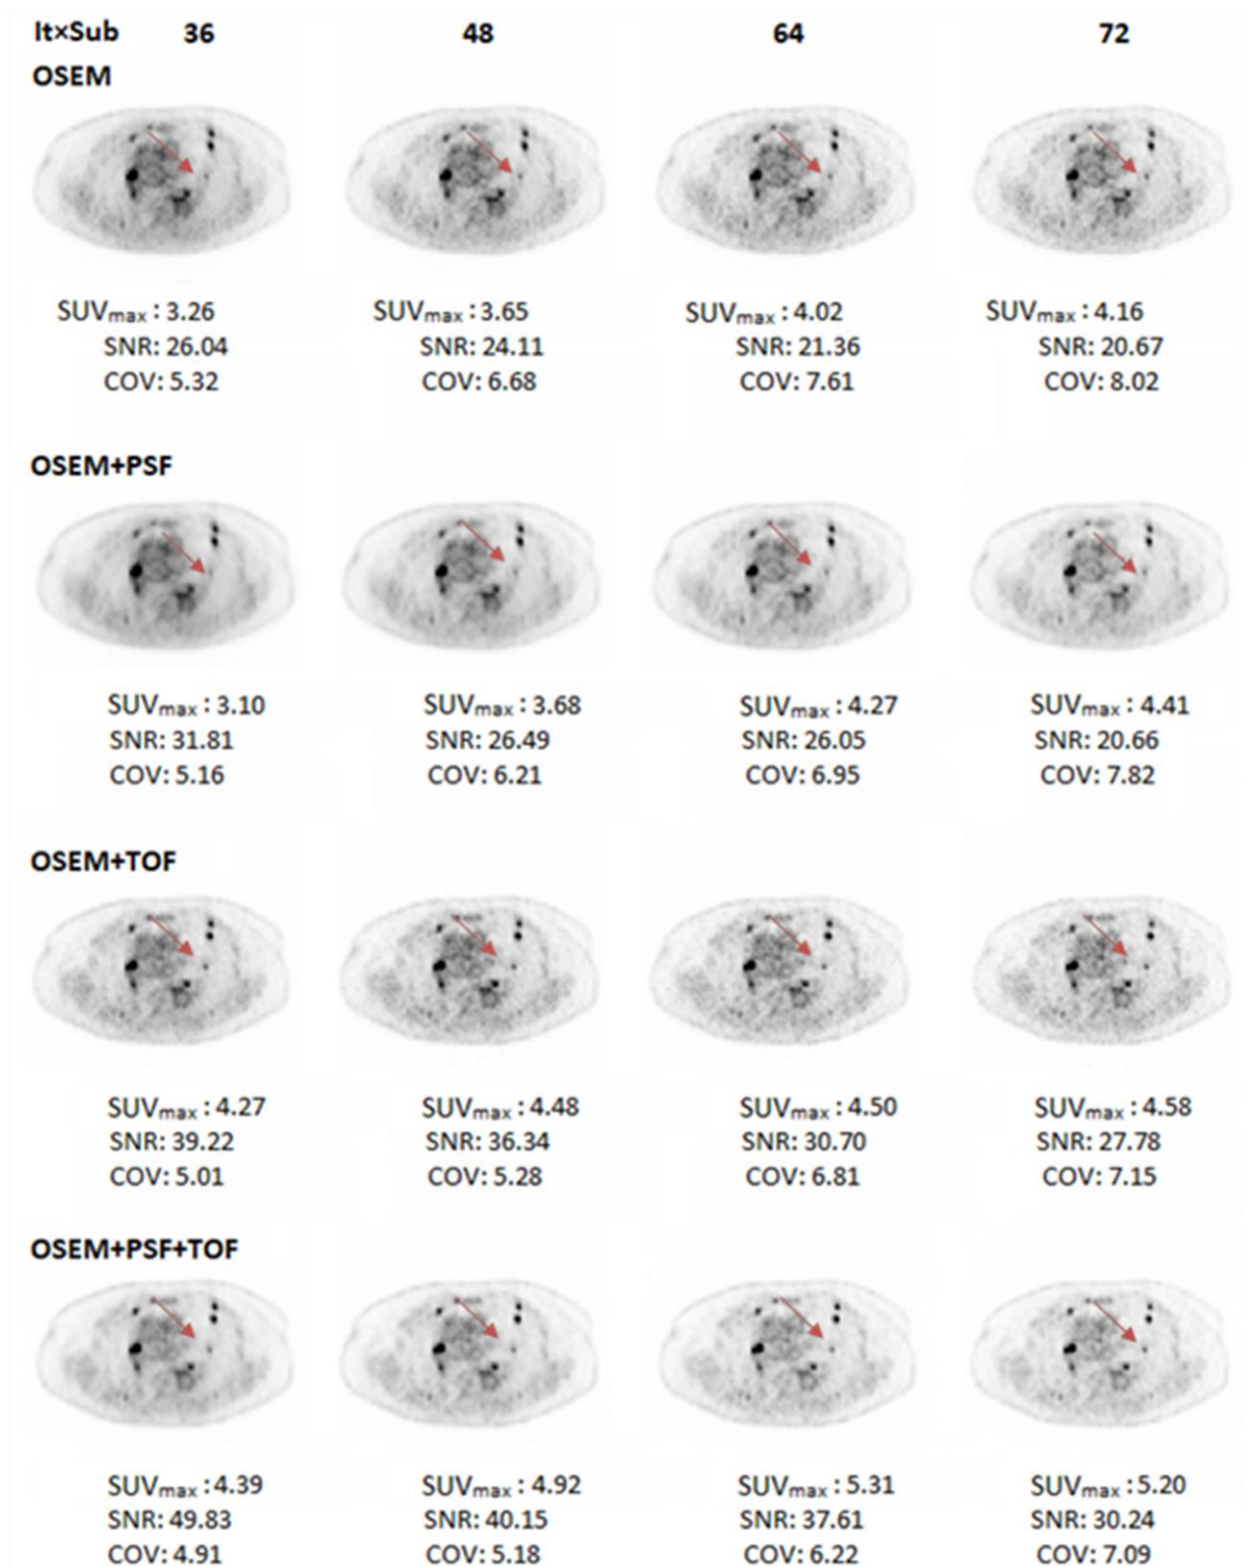 It×Sub 36 48 64 72
OSEM
SUVmax : 3.26 SUVmax : 3.65 SUVmax : 4.02 SUVmax : 4.16
SNR: 26.04 SNR: 24.11 SNR: 21.36 SNR: 20.67
COV: 5.32 COV: 6.68 COV: 7.61 COV: 8.02
OSEM+PSF
SUVmax : 3.10 SUVmax : 3.68 SUVmax : 4.27 SUVmax : 4.41
SNR: 31.81 SNR: 26.49 SNR: 26.05 SNR: 20.66
COV: 5.16 COV: 6.21 COV: 6.95 COV: 7.82
OSEM+TOF
SUVmax : 4.27 SUVmax : 4.48 SUVmax : 4.50 SUVmax : 4.58
SNR: 39.22 SNR: 36.34 SNR: 30.70 SNR: 27.78
COV: 5.01 COV: 5.28 COV: 6.81 COV: 7.15
OSEM+PSF+TOF
SUVmax :4.39 SUVmax : 4.92 SUVmax : 5.31 SUVmax : 5.20
SNR: 49.83 SNR: 40.15 SNR: 37.61 SNR: 30.24
COV: 4.91 COV: 5.18 COV: 6.22 COV: 7.09